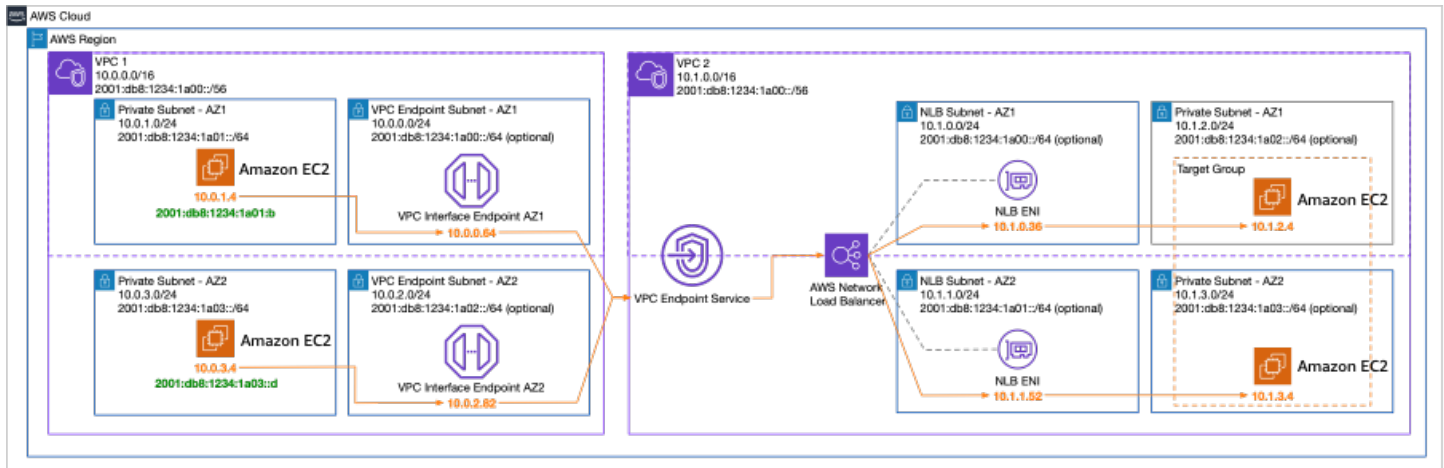 aws
AWS Cloud
AWS Region
VPC 1
10.0.0.0/16
2001:db8:1234:1a00::/56
Private Subnet - AZ1
10.0.1.0/24
2001:db8:1234:1a01::/64
Amazon EC2
10.0.1.4
2001:db8:1234:1a01:b
VPC Endpoint Subnet - AZ1
10.0.0.0/24
2001:db8:1234:1a00::/64 (optional)
VPC Interface Endpoint AZ1
10.0.0.64
Private Subnet - AZ2
10.0.3.0/24
2001:db8:1234:1a03::/64
Amazon EC2
10.0.3.4
2001:db8:1234:1a03::d
VPC Endpoint Subnet - AZ2
10.0.2.0/24
2001:db8:1234:1a02::/64 (optional)
VPC Interface Endpoint AZ2
10.0.2.82
VPC 2
10.1.0.0/16
2001:db8:1234:1a00::/56
VPC Endpoint Service
AWS Network
Load Balancer
NLB Subnet - AZ1
10.1.0.0/24
2001:db8:1234:1a00::/64 (optional)
NLB ENI
10.1.0.36
Private Subnet - AZ1
10.1.2.0/24
2001:db8:1234:1a02::/64 (optional)
Target Group
Amazon EC2
10.1.2.4
NLB Subnet - AZ2
10.1.1.0/24
2001:db8:1234:1a01::/64 (optional)
NLB ENI
10.1.1.52
Private Subnet - AZ2
10.1.3.0/24
2001:db8:1234:1a03::/64 (optional)
Amazon EC2
10.1.3.4